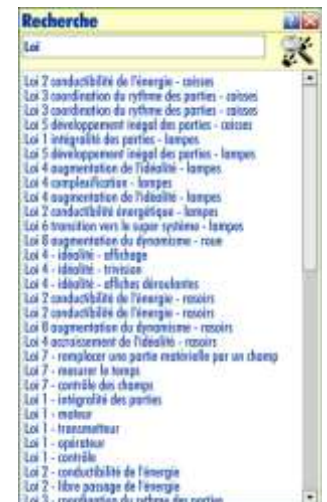 Recherche
Loi
Loi 2 conductibilité de l'énergie - caisses
Loi 3 coordination du rythme des parties - caisses
Loi 3 coordination du rythme des parties - caisses
Loi 5 développement inégal des parties - caisses
Loi 1 intégralité des parties - lampes
Loi 5 développement inégal des parties - lampes
Loi 4 augmentation de l'idéalité - lampes
Loi 4 complexification - lampes
Loi 4 augmentation de l'idéalité - lampes
Loi 2 conductibilité énergétique - lampes
Loi 6 transition vers le super système - lampes
Loi 8 augmentation du dynamisme - roue
Loi 4 - idéalité - affichage
Loi 4 - idéalité - trivision
Loi 4 - idéalité - affiches déroulantes
Loi 2 conductibilité de l'énergie - rasoirs
Loi 2 conductibilité de l'énergie - rasoirs
Loi 8 augmentation du dynamisme - rasoirs
Loi 4 accroissement de l'idéalité - rasoirs
Loi 7 - remplacer une partie matérielle par un champ
Loi 7 - mesurer le temps
Loi 7 - contrôle des champs
Loi 1 - intégralité des parties
Loi 1 - moteur
Loi 1 - transmetteur
Loi 1 - opérateur
Loi 1 - contrôle
Loi 2 - conductibilité de l'énergie
Loi 2 - libre passage de l'énergie
Loi 3 - coordination du rythme des parties